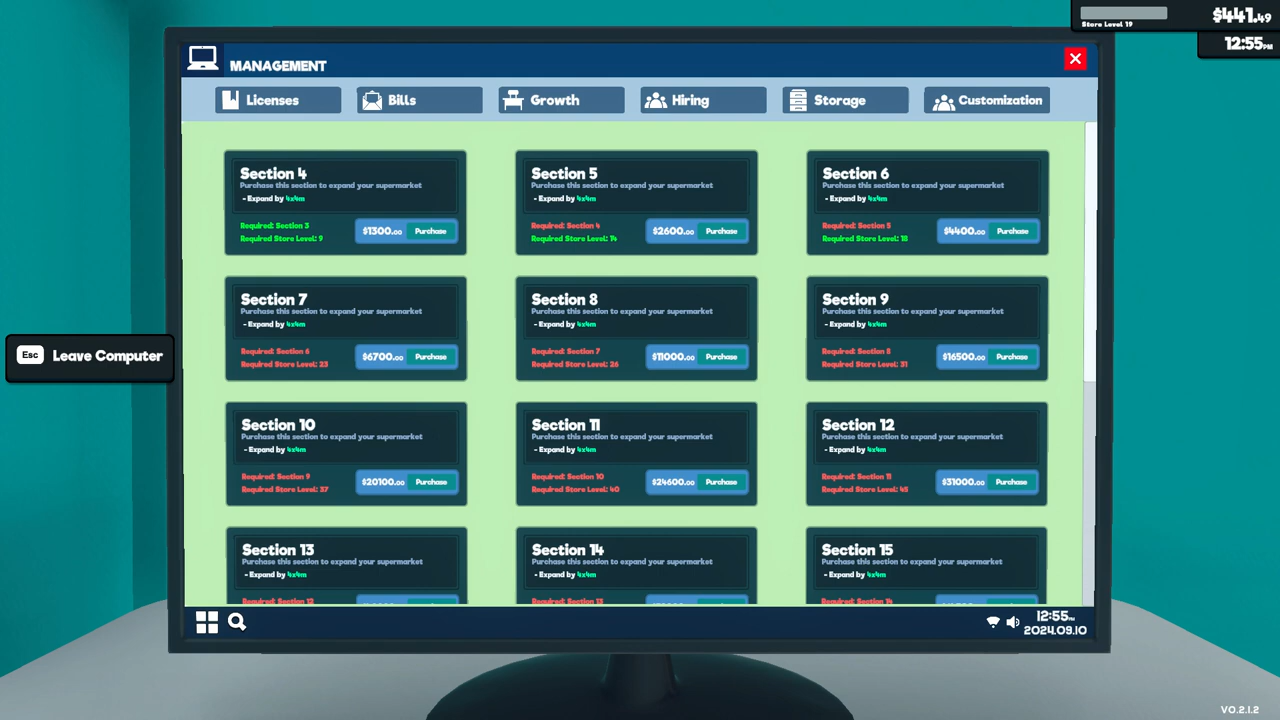 $441.49
Store Level 19
12:55PM
MANAGEMENT
Licenses
Bills
Growth
Hiring
Storage
Customization
Section 4
Purchase this section to expand your supermarket
- Expand by 4x4m
Required: Section 3
Required Store Level: 9
$1300.00
Purchase
Section 5
Purchase this section to expand your supermarket
- Expand by 4x4m
Required: Section 4
Required Store Level: 14
$2600.00
Purchase
Section 6
Purchase this section to expand your supermarket
- Expand by 4x4m
Required: Section 5
Required Store Level: 18
$4400.00
Purchase
Section 7
Purchase this section to expand your supermarket
- Expand by 4x4m
Required: Section 6
Required Store Level: 23
$6700.00
Purchase
Section 8
Purchase this section to expand your supermarket
- Expand by 4x4m
Required: Section 7
Required Store Level: 26
$11000.00
Purchase
Section 9
Purchase this section to expand your supermarket
- Expand by 4x4m
Required: Section 8
Required Store Level: 31
$16500.00
Purchase
Esc Leave Computer
Section 10
Purchase this section to expand your supermarket
- Expand by 4x4m
Required: Section 9
Required Store Level: 37
$20100.00
Purchase
Section 11
Purchase this section to expand your supermarket
- Expand by 4x4m
Required: Section 10
Required Store Level: 40
$24600.00
Purchase
Section 12
Purchase this section to expand your supermarket
- Expand by 4x4m
Required: Section 11
Required Store Level: 45
$31000.00
Purchase
Section 13
Purchase this section to expand your supermarket
- Expand by 4x4m
Required: Section 12
Section 14
Purchase this section to expand your supermarket
- Expand by 4x4m
Required: Section 13
Section 15
Purchase this section to expand your supermarket
- Expand by 4x4m
Required: Section 14
12:55PM
2024.09.10
V0.2.1.2